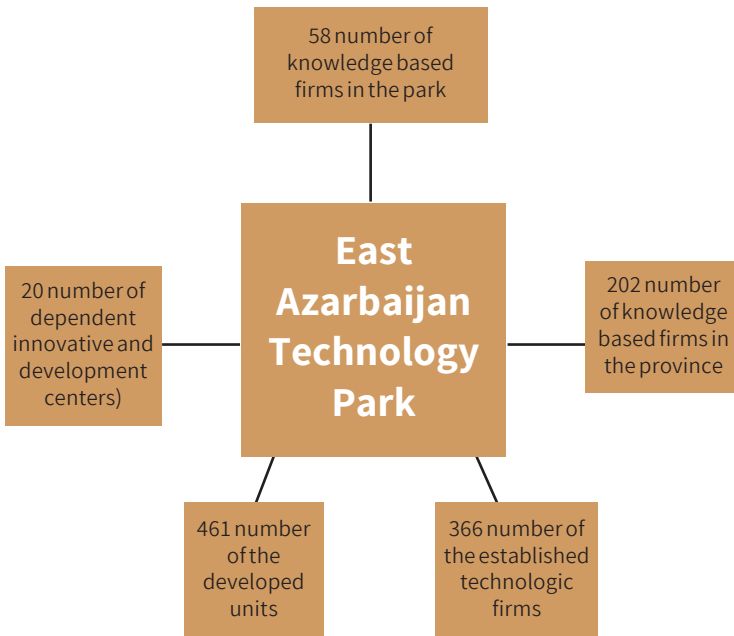 58 number of
knowledge based
firms in the park
East
Azarbaijan
Technology
Park
20 number of
dependent
innovative and
development
centers)
202 number
of knowledge
based firms in
the province
461 number
of the
developed
units
366 number of
the established
technologic
firms